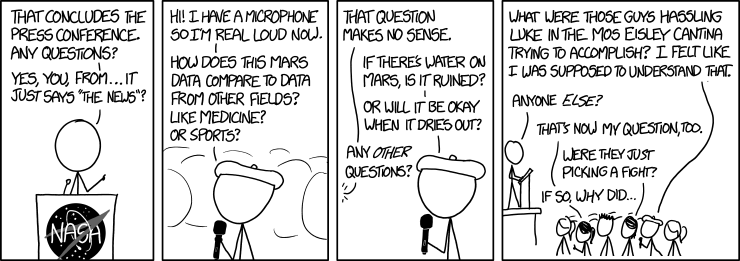 THAT CONCLUDES THE
PRESS CONFERENCE.
ANY QUESTIONS?
YES, YOU, FROM... IT
JUST SAYS "THE NEWS"?
NASA
HI! I HAVE A MICROPHONE
SO I'M REAL LOUD NOW.
HOW DOES THIS MARS
DATA COMPARE TO DATA
FROM OTHER FIELDS?
LIKE MEDICINE?
OR SPORTS?
THAT QUESTION
MAKES NO SENSE.
IF THERE'S WATER ON
MARS, IS IT RUINED?
OR WILL IT BE OKAY
WHEN IT DRIES OUT?
ANY OTHER
QUESTIONS?
WHAT WERE THOSE GUYS HASSLING
LUKE IN THE MOS EISLEY CANTINA
TRYING TO ACCOMPLISH? I FELT LIKE
I WAS SUPPOSED TO UNDERSTAND THAT.
ANYONE ELSE?
THAT'S NOW MY QUESTION, TOO.
WERE THEY JUST
PICKING A FIGHT?
IF SO, WHY DID...